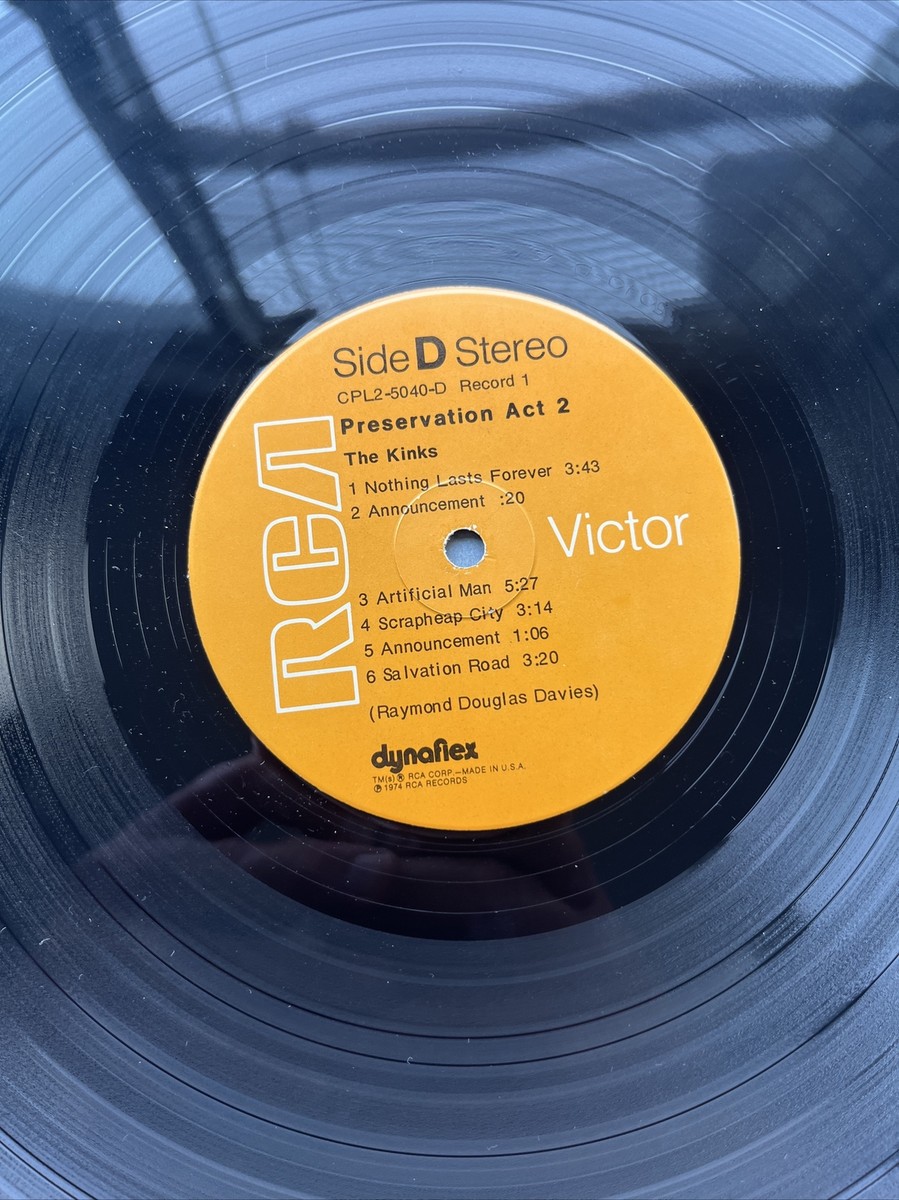 Side D Stereo
CPL2-5040-D Record 1
Preservation Act 2
The Kinks
1 Nothing Lasts Forever 3:43
2 Announcement :20
RCA
Victor
3 Artificial Man 5:27
4 Scrapheap City 3:14
5 Announcement 1:06
6 Salvation Road 3:20
(Raymond Douglas Davies)
dynaflex
TM(s) ® RCA CORP.—MADE IN U.S.A.
℗ 1974 RCA RECORDS